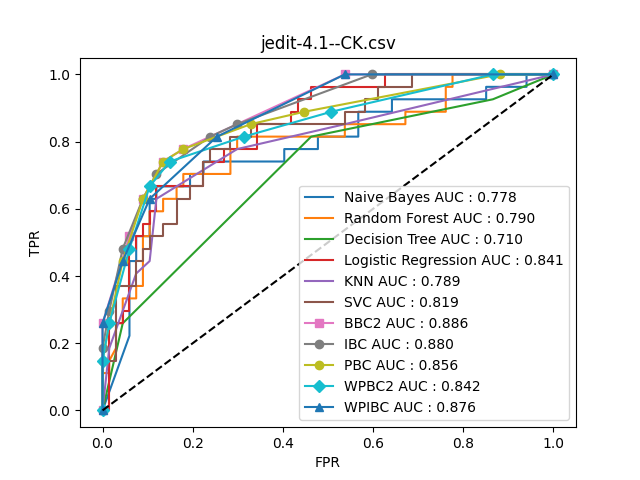 jedit-4.1--CK.csv
TPR
1.0
0.8
0.6
0.4
0.2
0.0
Naive Bayes AUC : 0.778
Random Forest AUC : 0.790
Decision Tree AUC : 0.710
Logistic Regression AUC : 0.841
KNN AUC : 0.789
SVC AUC : 0.819
BBC2 AUC : 0.886
IBC AUC : 0.880
PBC AUC : 0.856
WPBC2 AUC : 0.842
WPIBC AUC : 0.876
0.0 0.2 0.4 0.6 0.8 1.0
FPR